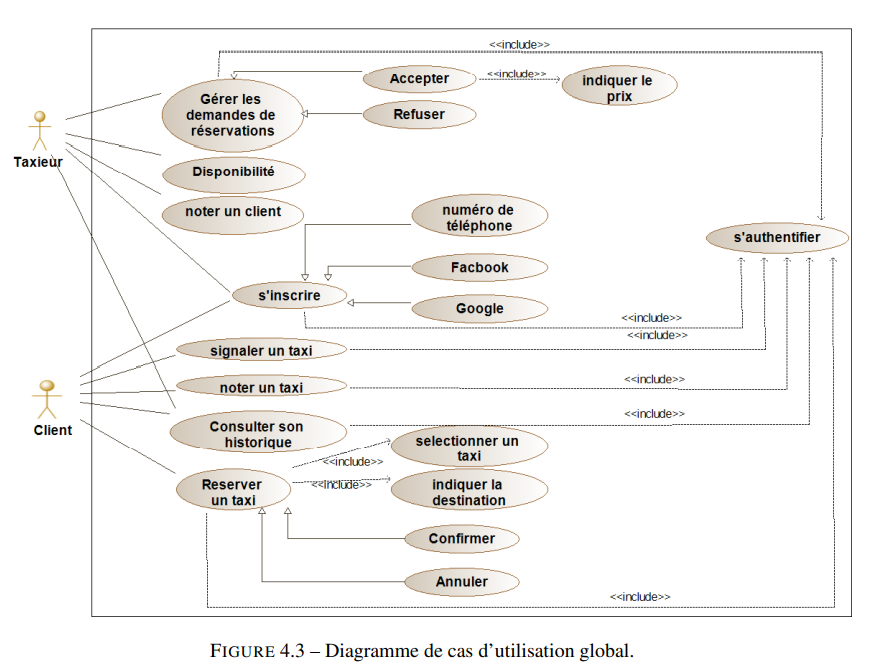 <<include>>
Accepter
<<include>>
indiquer le
prix
Gérer les
demandes de
réservations
Refuser
Taxieur
Disponibilité
noter un client
numéro de
téléphone
s'authentifier
Facbook
s'inscrire
Google
<<include>>
<<include>>
signaler un taxi
<<include>>
noter un taxi
<<include>>
Client
Consulter son
historique
selectionner un
taxi
<<include>>
Reserver
un taxi
<<include>>
indiquer la
destination
Confirmer
Annuler
<<include>>
FIGURE 4.3 – Diagramme de cas d'utilisation global.